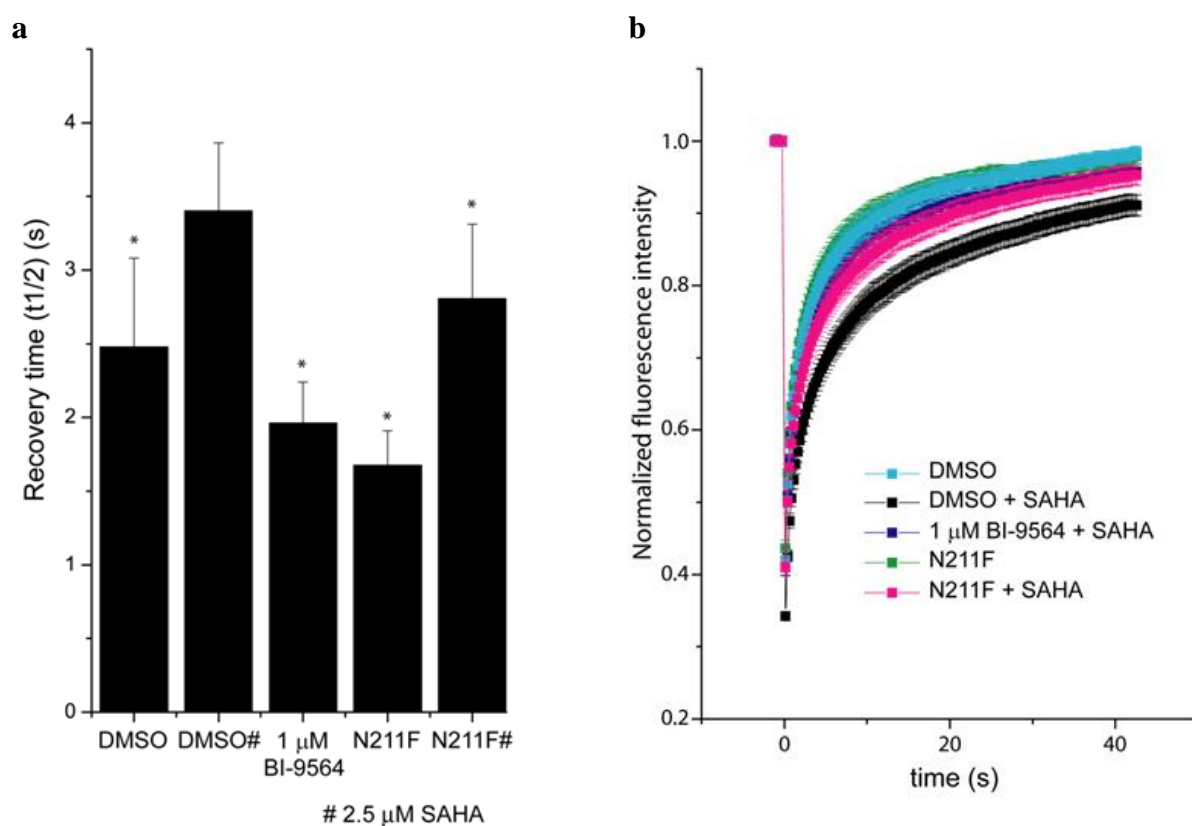 a
Recovery time (t1/2) (s)
4
3
2
1
0
*
*
*
*
DMSO
DMSO#
1 μM
BI-9564
N211F
N211F#
# 2.5 μM SAHA
b
Normalized fluorescence intensity
1.0
0.8
0.6
0.4
0.2
DMSO
DMSO + SAHA
1 μM BI-9564 + SAHA
N211F
N211F + SAHA
0
20
40
time (s)